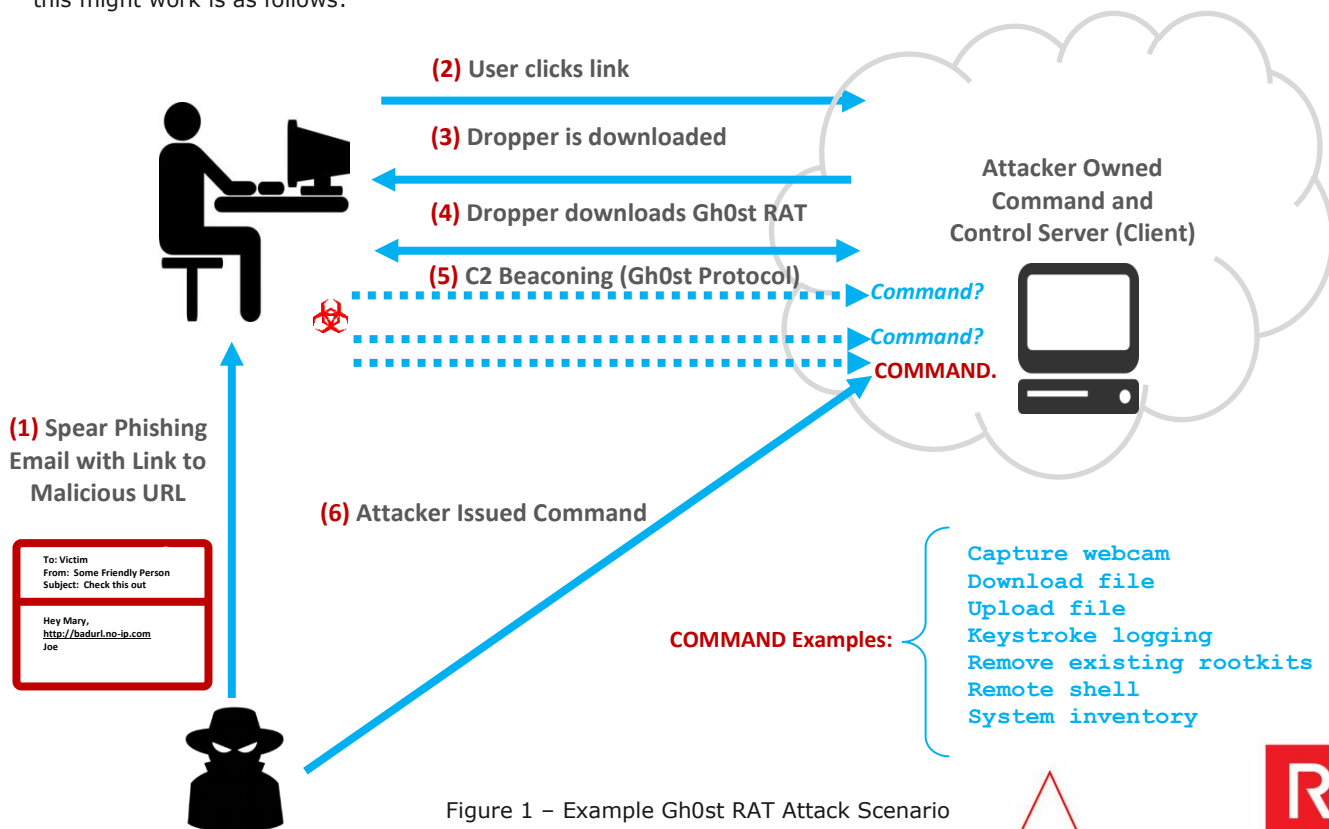 this might work is as follows:
(2) User clicks link
(3) Dropper is downloaded
(4) Dropper downloads Gh0st RAT
(5) C2 Beaconing (Gh0st Protocol)
Attacker Owned
Command and
Control Server (Client)
Command?
Command?
COMMAND.
(1) Spear Phishing
Email with Link to
Malicious URL
(6) Attacker Issued Command
To: Victim
From: Some Friendly Person
Subject: Check this out
Hey Mary,
http://badurl.no-ip.com
Joe
COMMAND Examples:
Capture webcam
Download file
Upload file
Keystroke logging
Remove existing rootkits
Remote shell
System inventory
Figure 1 – Example Gh0st RAT Attack Scenario
R